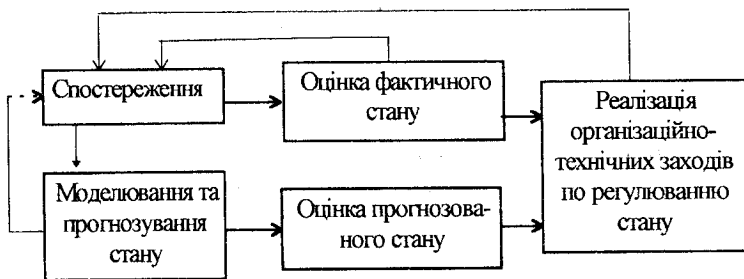 Спостереження
Оцінка фактичного
стану
Реалізація
організаційно-
технічних заходів
по регулюванню
стану
Моделювання та
прогнозування
стану
Оцінка прогнозова-
ного стану